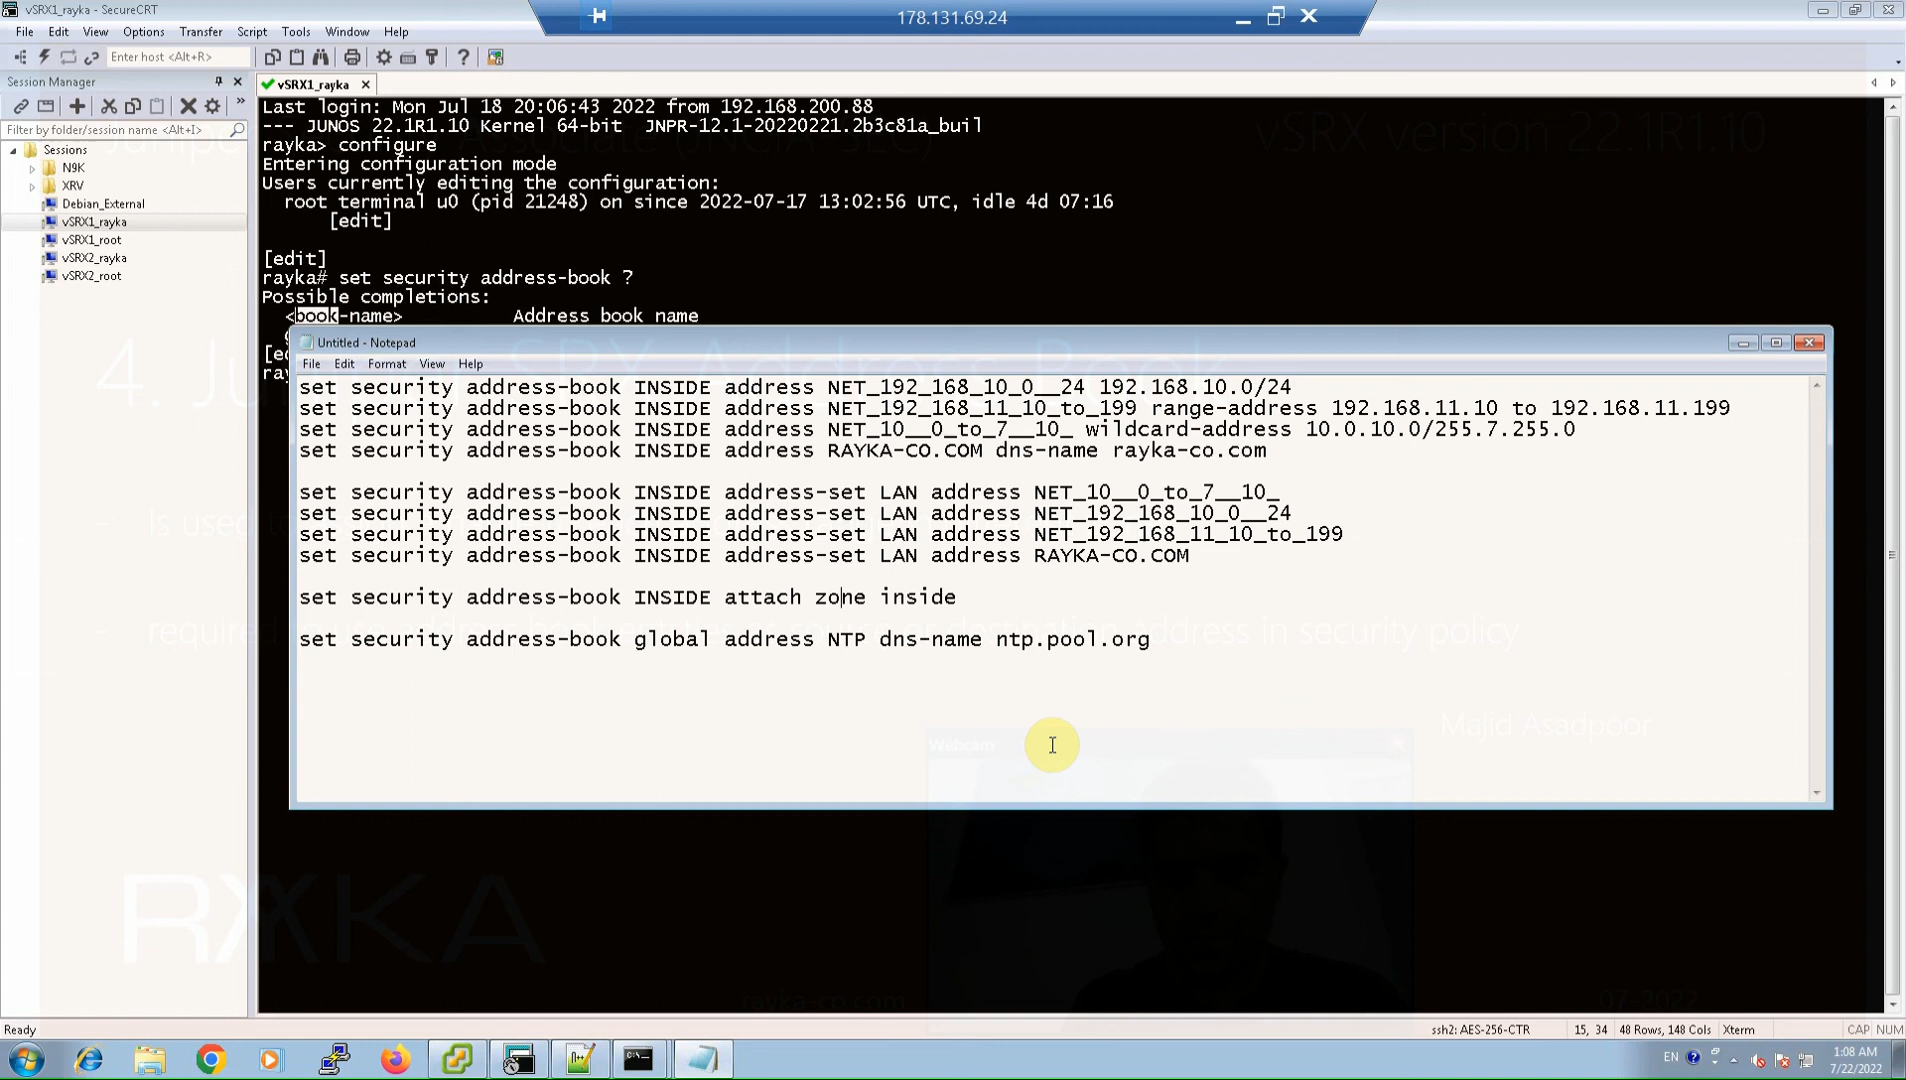 vSRX1_rayka - SecureCRT
178.131.69.24
File Edit View Options Transfer Script Tools Window Help
Enter host <Alt+R>
Session Manager
vSRX1_rayka
Filter by folder/session name <Alt+I>
Sessions
N9K
XRV
Debian_External
vSRX1_rayka
vSRX1_root
vSRX2_rayka
vSRX2_root
Last login: Mon Jul 18 20:06:43 2022 from 192.168.200.88
--- JUNOS 22.1R1.10 Kernel 64-bit  JNPR-12.1-20220221.2b3c81a_buil
rayka> configure
Entering configuration mode
Users currently editing the configuration:
root terminal u0 (pid 21248) on since 2022-07-17 13:02:56 UTC, idle 4d 07:16
[edit]
[edit]
rayka# set security address-book ?
Possible completions:
<book-name> Address book name
vSRX version 22.1R1.10
Untitled - Notepad
File Edit Format View Help
set security address-book INSIDE address NET_192_168_10_0__24 192.168.10.0/24
set security address-book INSIDE address NET_192_168_11_10_to_199 range-address 192.168.11.10 to 192.168.11.199
set security address-book INSIDE address NET_10__0_to_7__10_ wildcard-address 10.0.10.0/255.7.255.0
set security address-book INSIDE address RAYKA-CO.COM dns-name rayka-co.com
set security address-book INSIDE address-set LAN address NET_10__0_to_7__10_
set security address-book INSIDE address-set LAN address NET_192_168_10_0__24
set security address-book INSIDE address-set LAN address NET_192_168_11_10_to_199
set security address-book INSIDE address-set LAN address RAYKA-CO.COM
set security address-book INSIDE attach zone inside
set security address-book global address NTP dns-name ntp.pool.org
Majid Asadpoor
Webcam
rayka-co.com
07-2022
Ready
ssh2: AES-256-CTR 15, 34 48 Rows, 148 Cols Xterm CAP NUM
EN
1:08 AM
7/22/2022